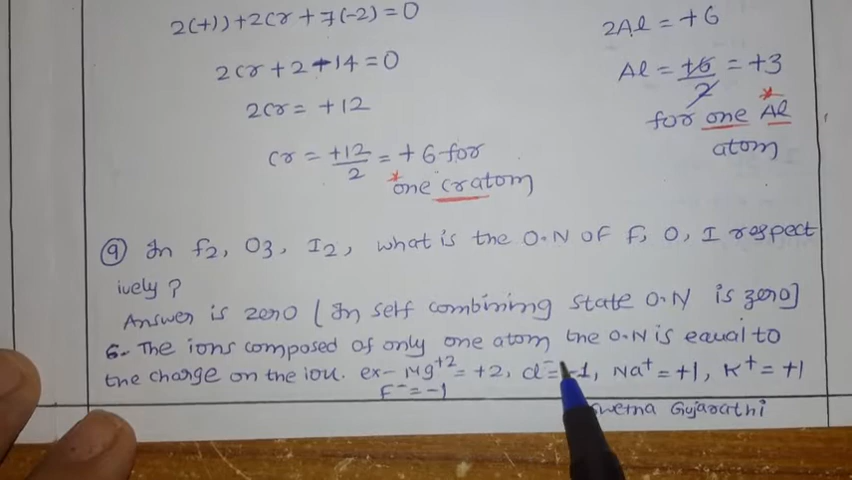 2(+1)+2Cr+7(-2)=0
2Cr+2-14=0
2Cr= +12
Cr = +12/2 = +6 for
*one Cr atom
2Al = +6
Al = +6/2 = +3
*
for one Al
atom
⑨ In f2, O3, I2, what is the O.N OF F, O, I respect
ively?
Answer is zero (In self combining state O.N is zero]
6. The ions composed of only one atom the O.N is equal to
the charge on the ion. ex- Mg+2 = +2, Cl-=-1, Na+ = +1, K+ = +1
F-=-1
Gujarathi